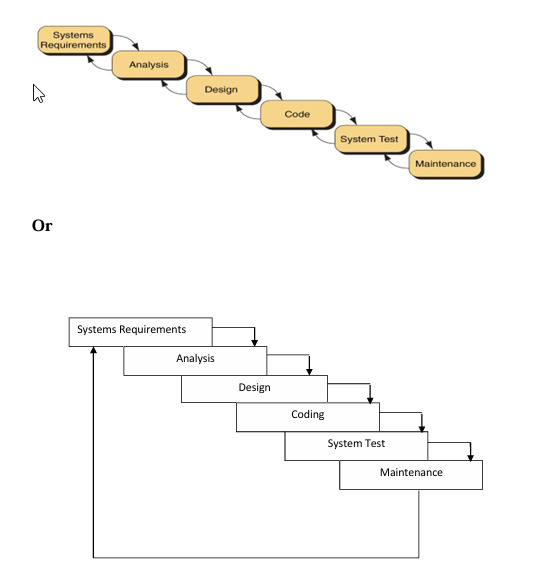 Systems
Requirements
Analysis
Design
Code
System Test
Maintenance
Or
Systems Requirements
Analysis
Design
Coding
System Test
Maintenance